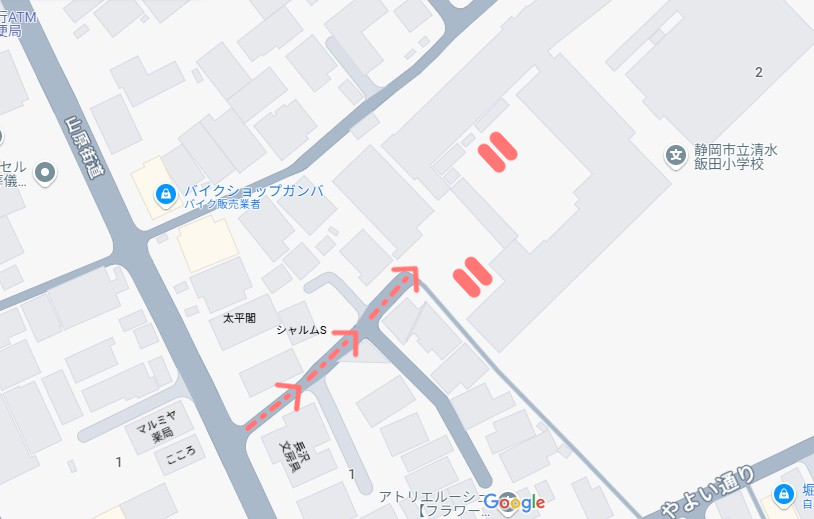 行ATM
便局
山原街道
2
静岡市立清水
飯田小学校
セル
葬儀...
バイクショップガンバ
バイク販売業者
太平閣
シャルムS
マルミヤ
薬局
こころ
長沢
文房具
1
1
アトリエルーシュ
【フラワー...
Google
やよい通り
堀
自